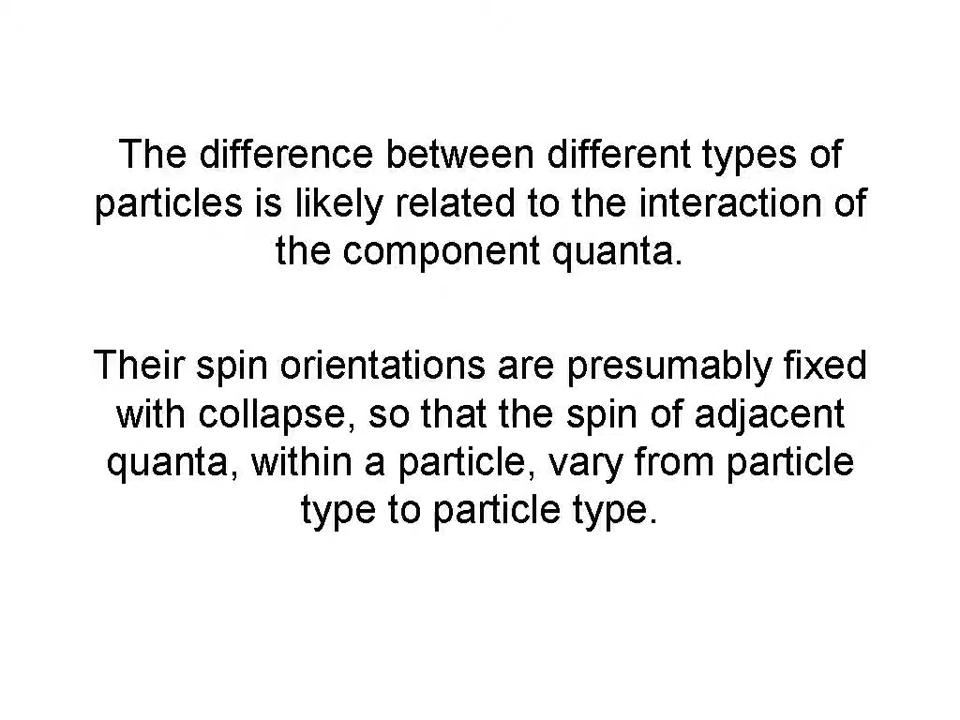 The difference between different types of
particles is likely related to the interaction of
the component quanta.
Their spin orientations are presumably fixed
with collapse, so that the spin of adjacent
quanta, within a particle, vary from particle
type to particle type.